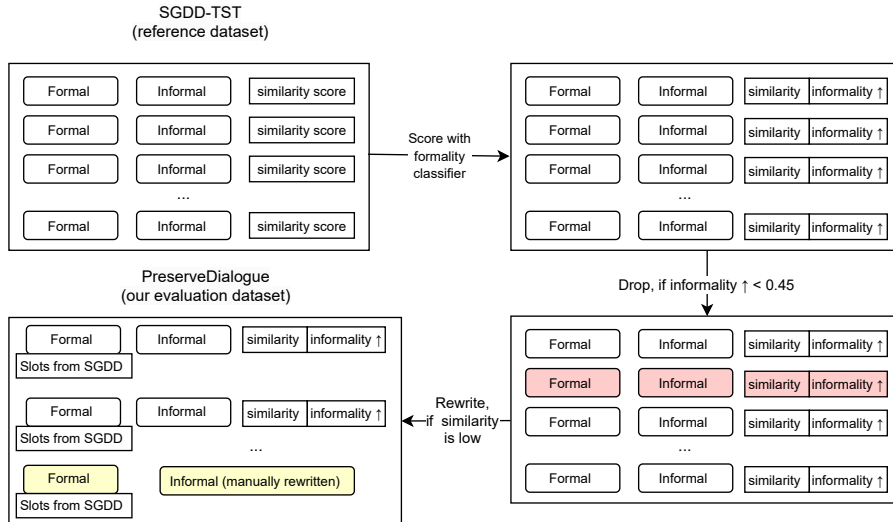 SGDD-TST
(reference dataset)
Formal Informal similarity score
Formal Informal similarity score
Formal Informal similarity score
...
Formal Informal similarity score
Score with
formality
classifier
Formal Informal similarity informality ↑
Formal Informal similarity informality ↑
Formal Informal similarity informality ↑
...
Formal Informal similarity informality ↑
Drop, if informality ↑ < 0.45
Formal Informal similarity informality ↑
Formal Informal similarity informality ↑
Formal Informal similarity informality ↑
...
Formal Informal similarity informality ↑
Rewrite,
if similarity
is low
PreserveDialogue
(our evaluation dataset)
Formal Informal similarity informality ↑
Slots from SGDD
Formal Informal similarity informality ↑
Slots from SGDD
...
Formal Informal (manually rewritten)
Slots from SGDD